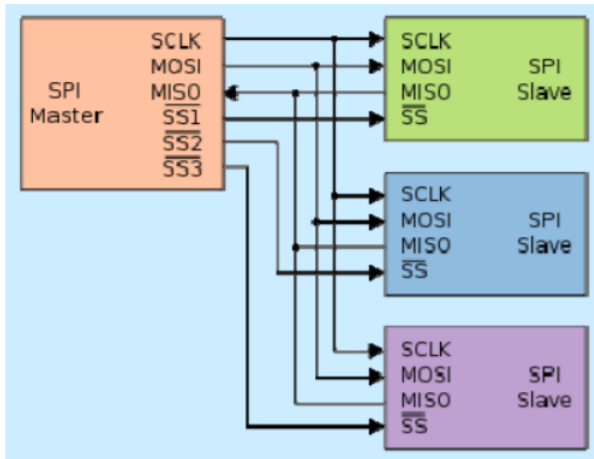 SPI
Master
SCLK
MOSI
MISO
SS1
SS2
SS3
SCLK
MOSI
MISO
SS
SPI
Slave
SCLK
MOSI
MISO
SS
SPI
Slave
SCLK
MOSI
MISO
SS
SPI
Slave